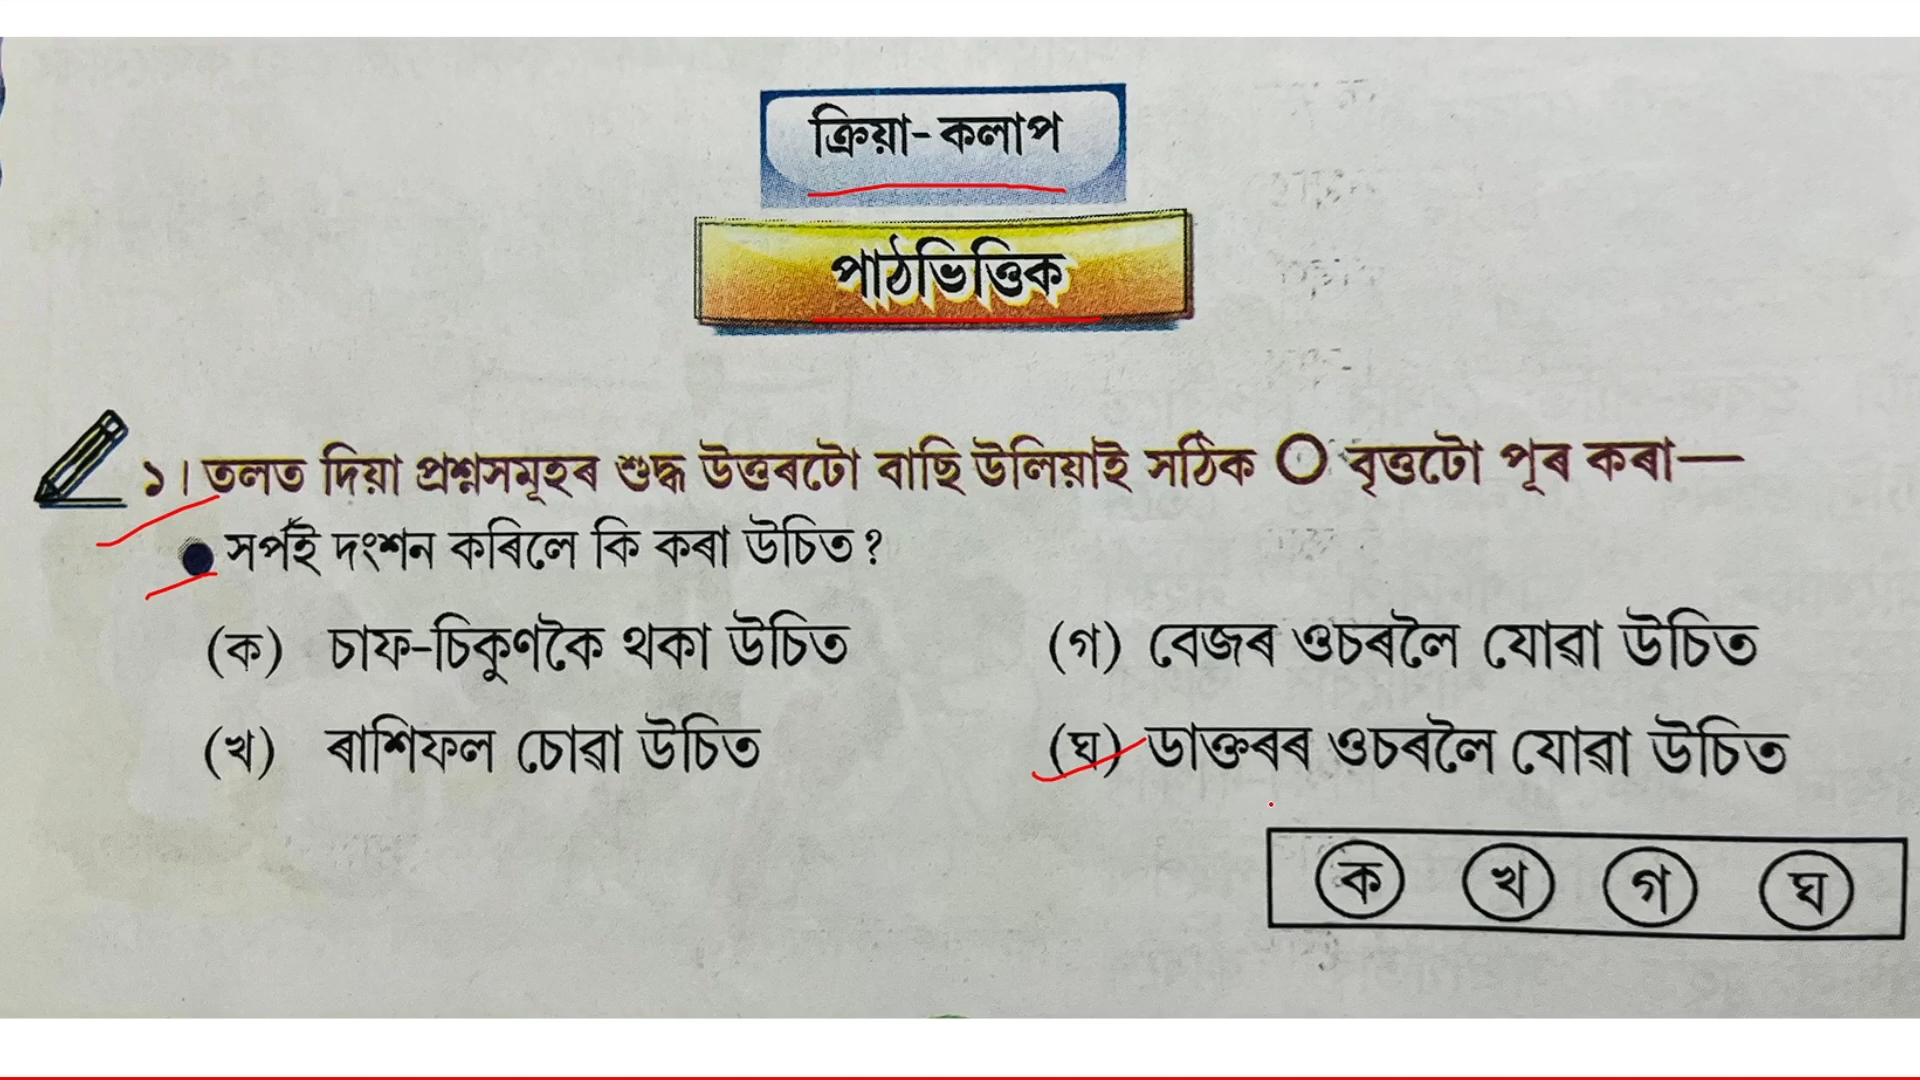 ক্ৰিয়া- কলাপ
পাঠভিত্তিক
১। তলত দিয়া প্ৰশ্নসমূহৰ শুদ্ধ উত্তৰটো বাছি উলিয়াই সঠিক ○ বৃত্তটো পূৰ কৰা—
● সৰ্পই দংশন কৰিলে কি কৰা উচিত?
(ক) চাফ-চিকুণকৈ থকা উচিত
(গ) বেজৰ ওচৰলৈ যোৱা উচিত
(খ) ৰাশিফল চোৱা উচিত
(ঘ) ডাক্তৰৰ ওচৰলৈ যোৱা উচিত
ক খ গ ঘ